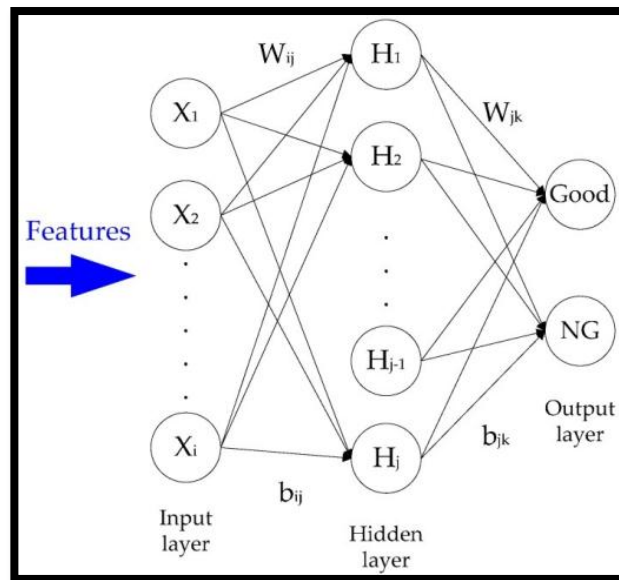 Features
X1
X2
Xi
Input
layer
Wij
bij
H1
H2
Hj-1
Hj
Hidden
layer
Wjk
bjk
Good
NG
Output
layer